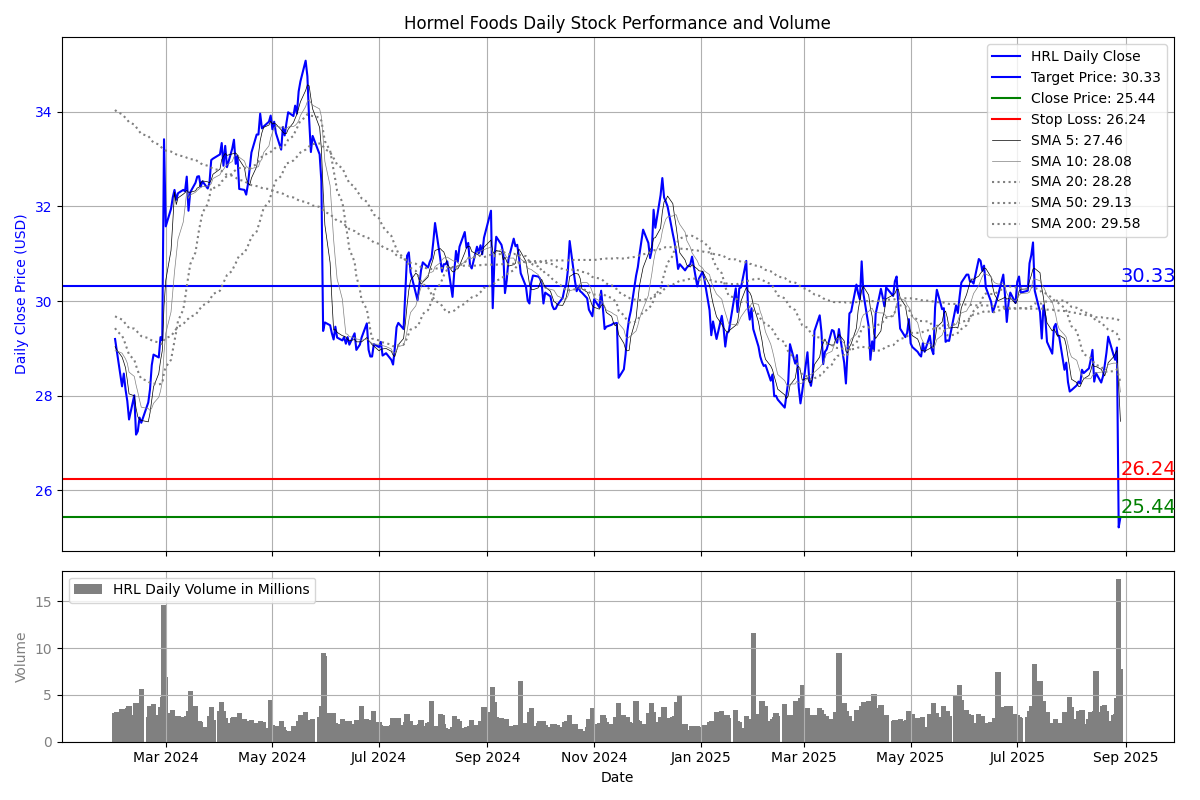 Hormel Foods Daily Stock Performance and Volume
HRL Daily Close
Target Price: 30.33
Close Price: 25.44
Stop Loss: 26.24
SMA 5: 27.46
SMA 10: 28.08
SMA 20: 28.28
SMA 50: 29.13
SMA 200: 29.58
Daily Close Price (USD)
34
32
30
28
26
30.33
26.24
25.44
HRL Daily Volume in Millions
Volume
15
10
5
0
Mar 2024 May 2024 Jul 2024 Sep 2024 Nov 2024 Jan 2025 Mar 2025 May 2025 Jul 2025 Sep 2025
Date